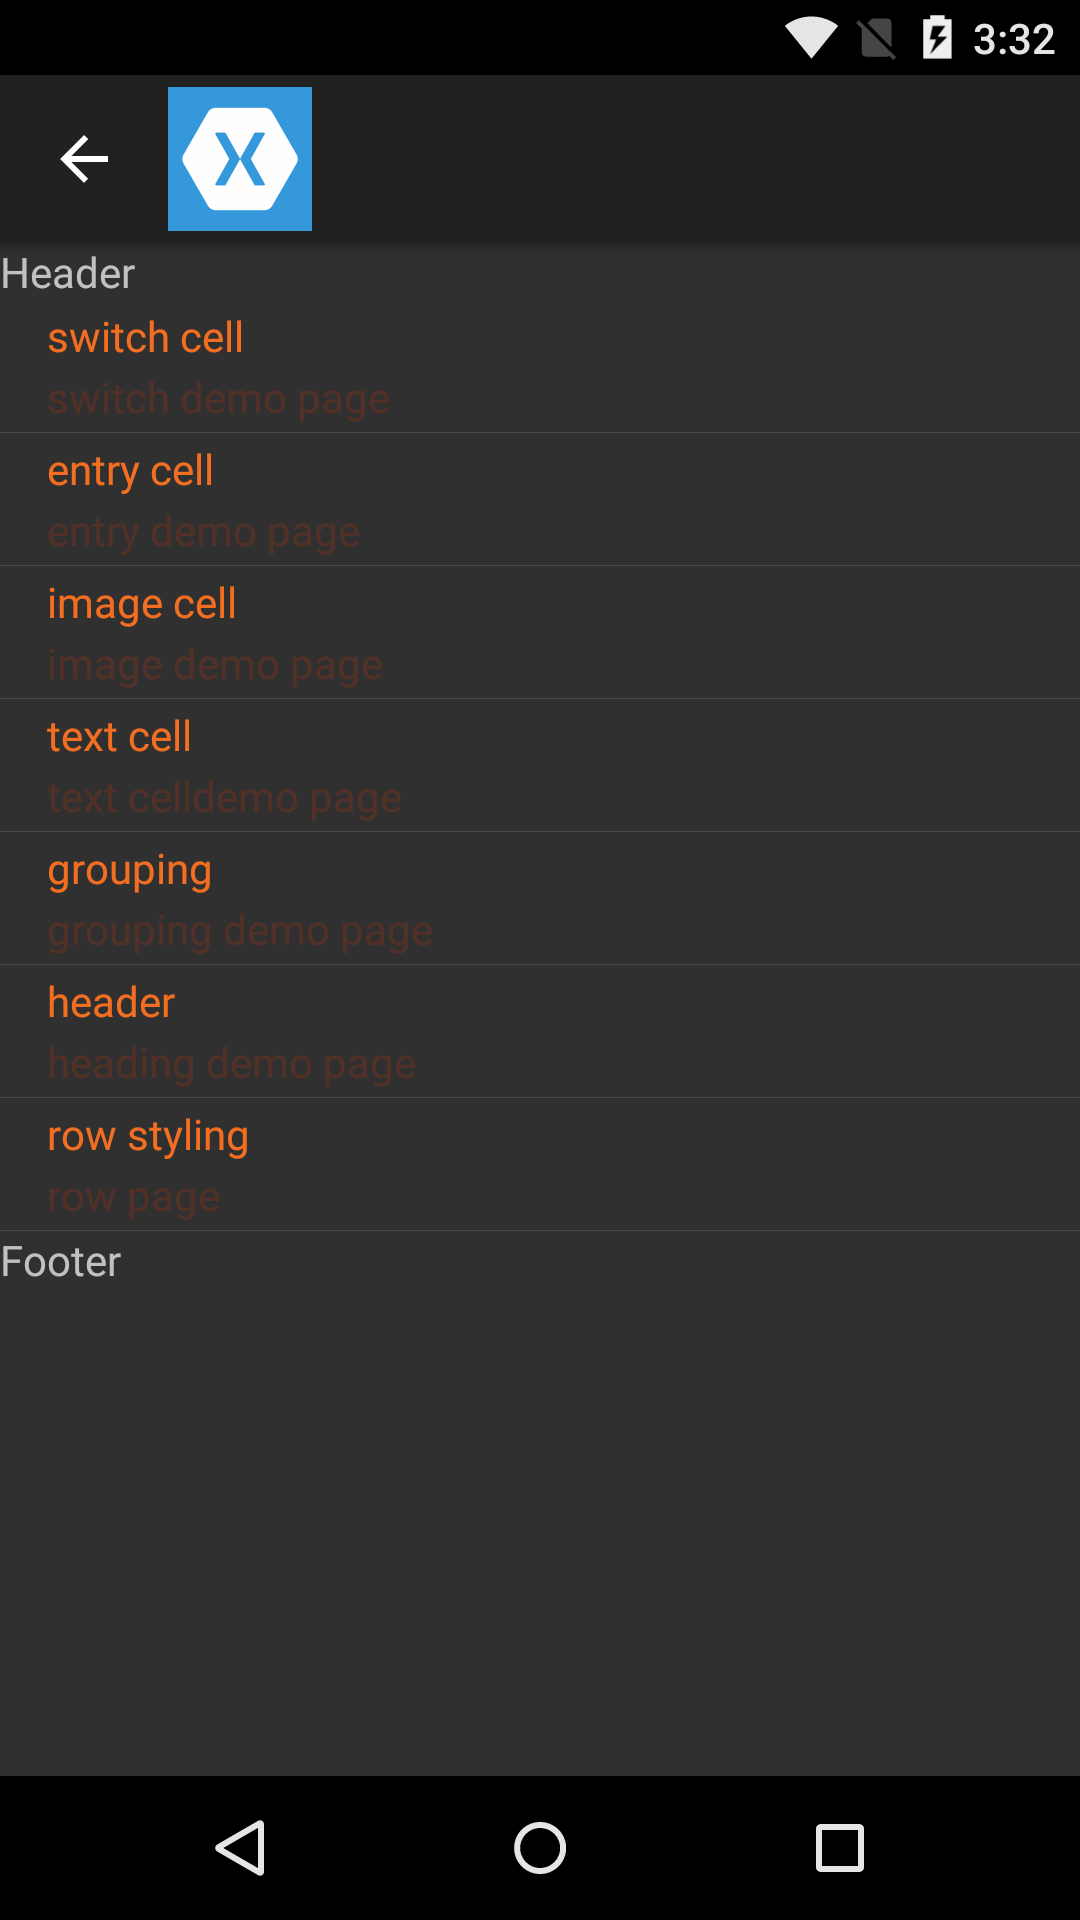 3:32
X
Header
switch cell
switch demo page
entry cell
entry demo page
image cell
image demo page
text cell
text celldemo page
grouping
grouping demo page
header
heading demo page
row styling
row page
Footer